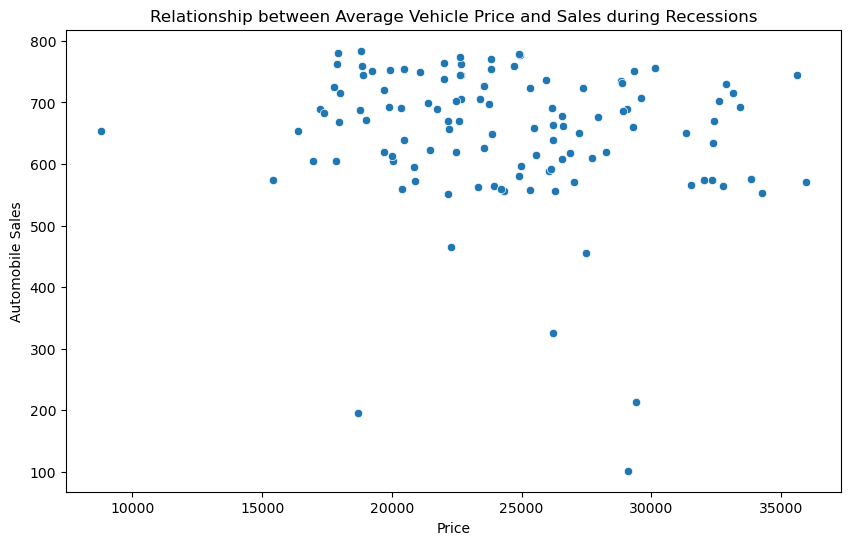 Relationship between Average Vehicle Price and Sales during Recessions
800
700
600
500
400
300
200
100
Automobile Sales
10000 15000 20000 25000 30000 35000
Price